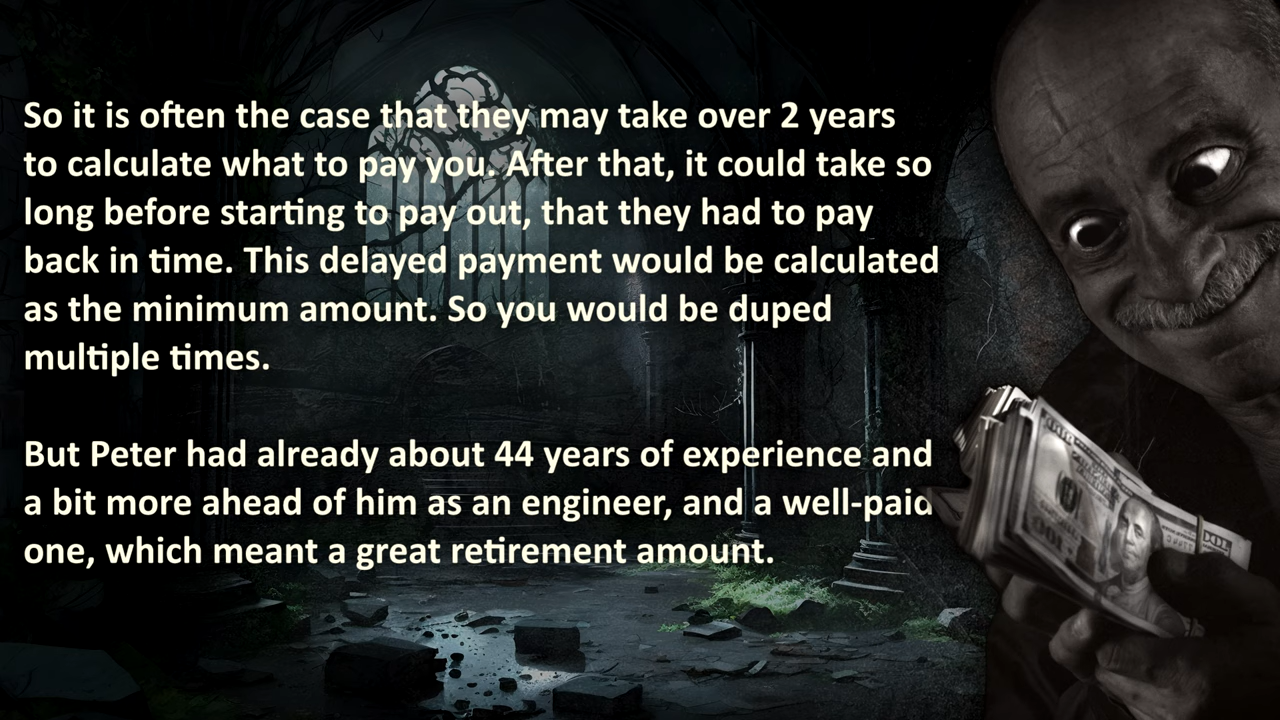 So it is often the case that they may take over 2 years
to calculate what to pay you. After that, it could take so
long before starting to pay out, that they had to pay
back in time. This delayed payment would be calculated
as the minimum amount. So you would be duped
multiple times.
But Peter had already about 44 years of experience and
a bit more ahead of him as an engineer, and a well-paid
one, which meant a great retirement amount.